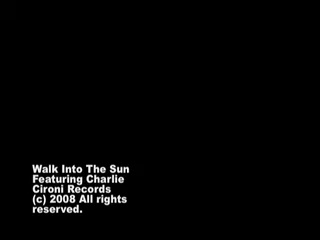 Walk Into The Sun
Featuring Charlie
Cironi Records
(c) 2008 All rights
reserved.